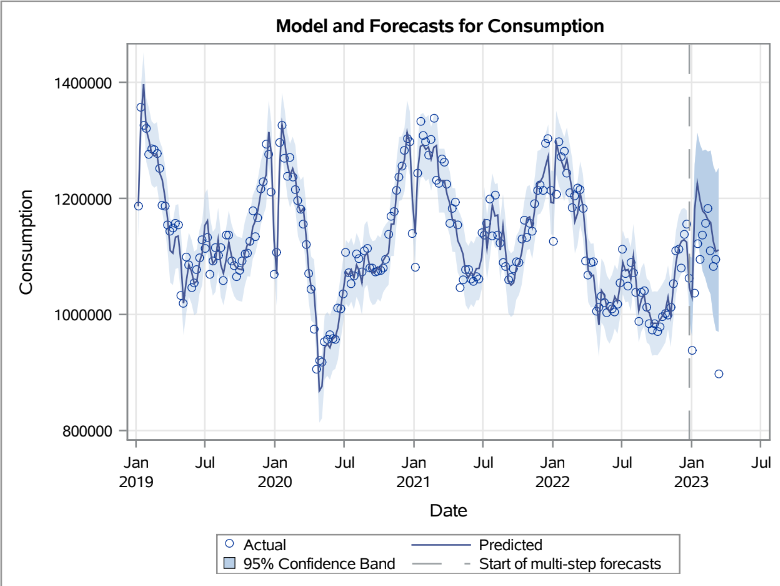 Model and Forecasts for Consumption
1400000
1200000
1000000
800000
Consumption
Jan Jul Jan Jul Jan Jul Jan Jul Jan Jul
2019 2020 2021 2022 2023
Date
Actual Predicted
95% Confidence Band Start of multi-step forecasts